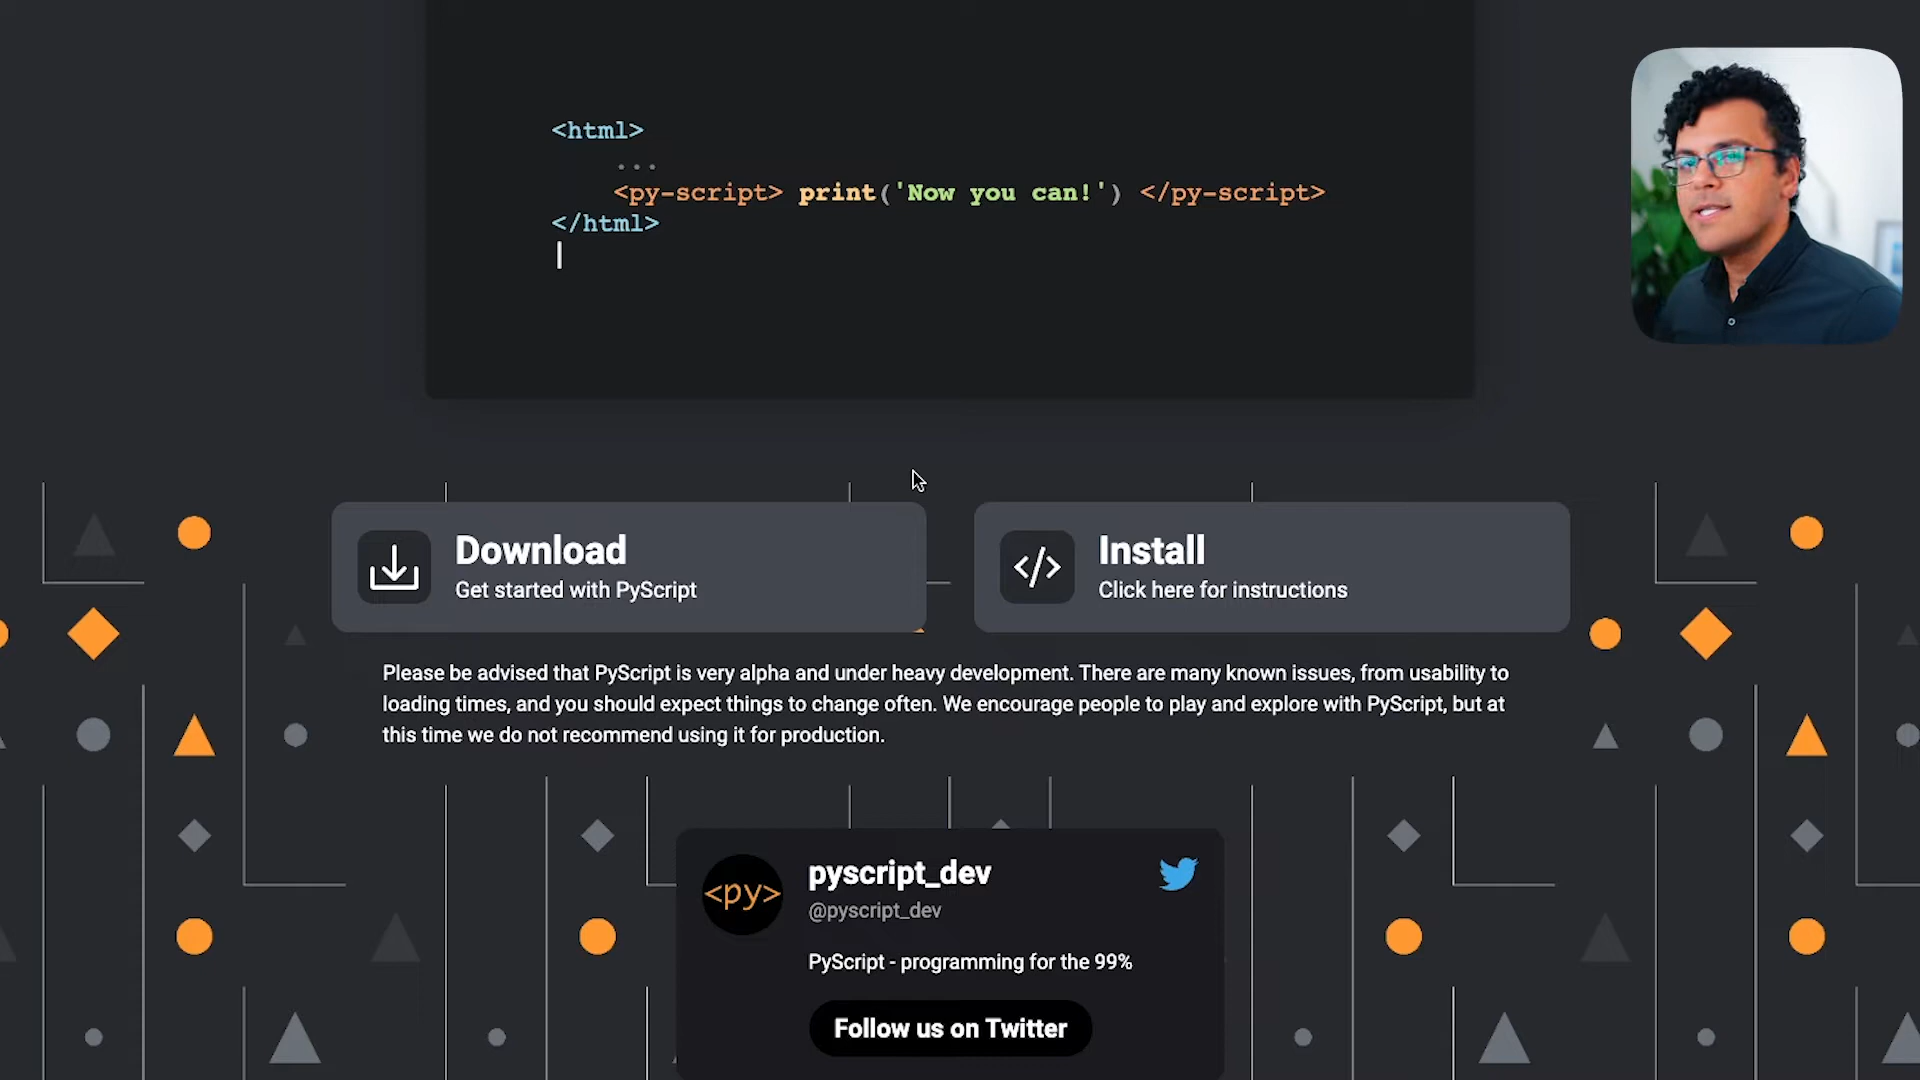 <html>
...
<py-script> print('Now you can!') </py-script>
</html>
Download
Get started with PyScript
</>
Install
Click here for instructions
Please be advised that PyScript is very alpha and under heavy development. There are many known issues, from usability to
loading times, and you should expect things to change often. We encourage people to play and explore with PyScript, but at
this time we do not recommend using it for production.
<py>
pyscript_dev
@pyscript_dev
PyScript - programming for the 99%
Follow us on Twitter